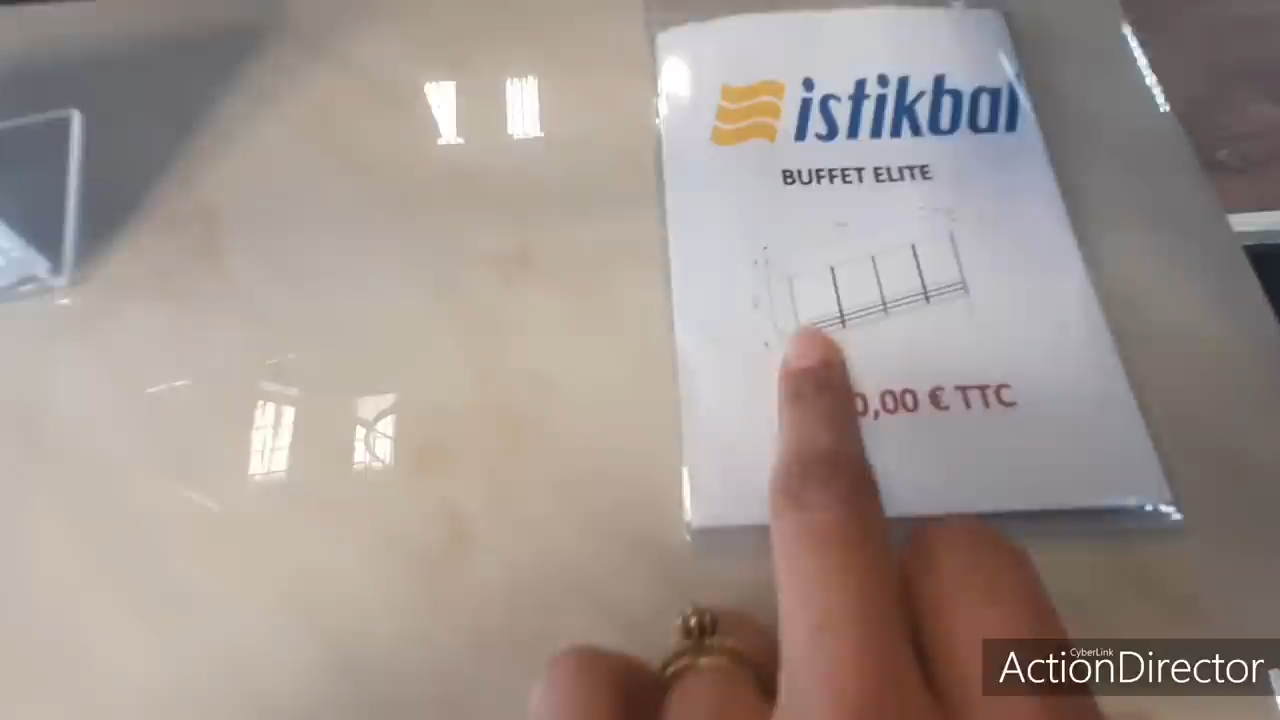 istikbal
BUFFET ELITE
0,00 € TTC
CyberLink
ActionDirector